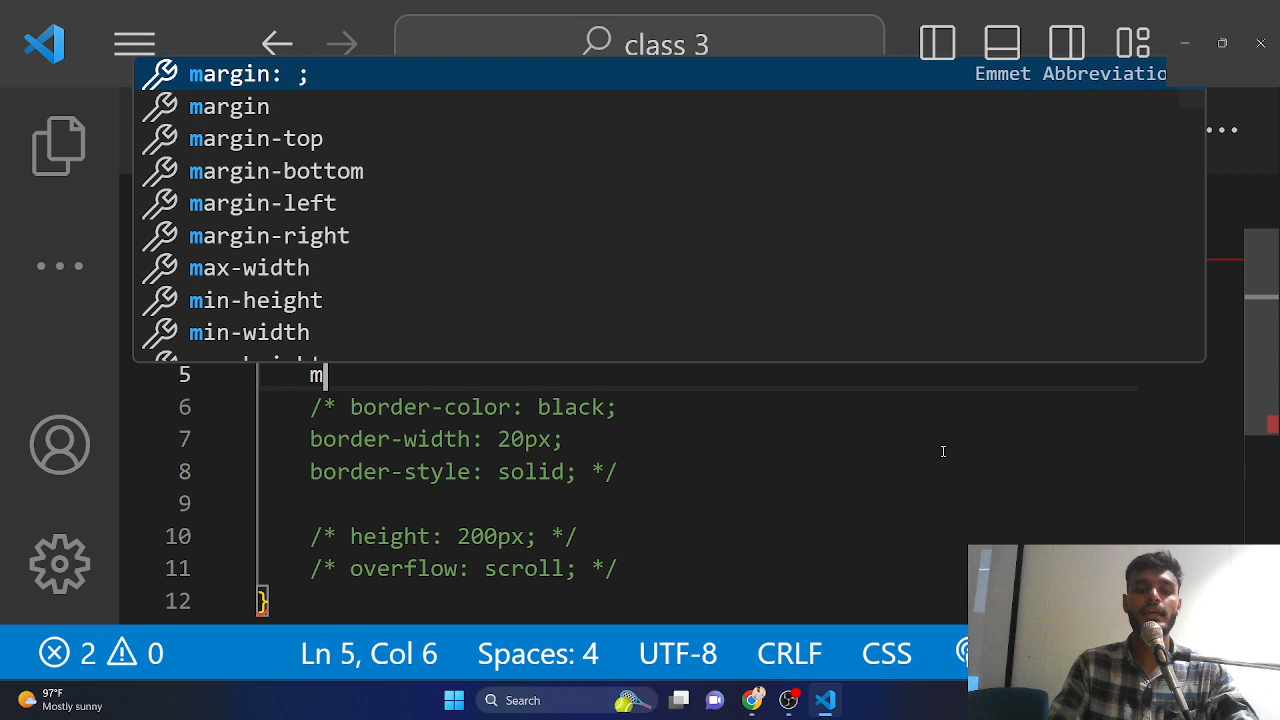 class 3
margin: ;
Emmet Abbreviatio
margin
margin-top
margin-bottom
margin-left
margin-right
max-width
min-height
min-width
5 m
6 /* border-color: black;
7 border-width: 20px;
8 border-style: solid; */
9
10 /* height: 200px; */
11 /* overflow: scroll; */
12 }
2 0 Ln 5, Col 6 Spaces: 4 UTF-8 CRLF CSS
97°F
Mostly sunny
Search